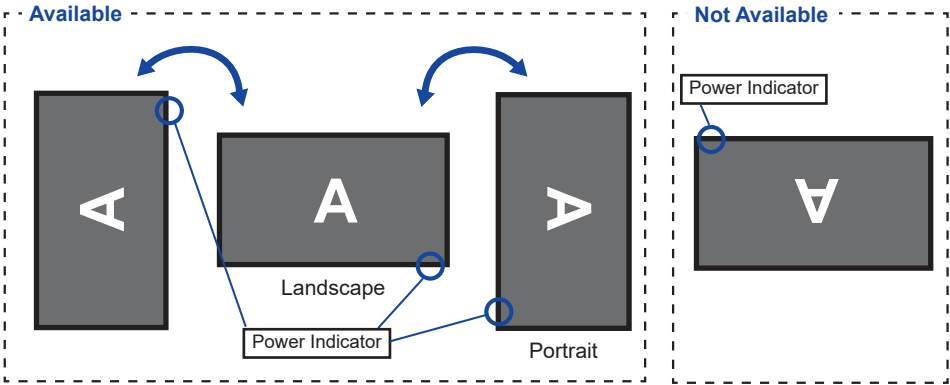 Available
Not Available
Power Indicator
A
A
A
A
Landscape
Power Indicator
Portrait